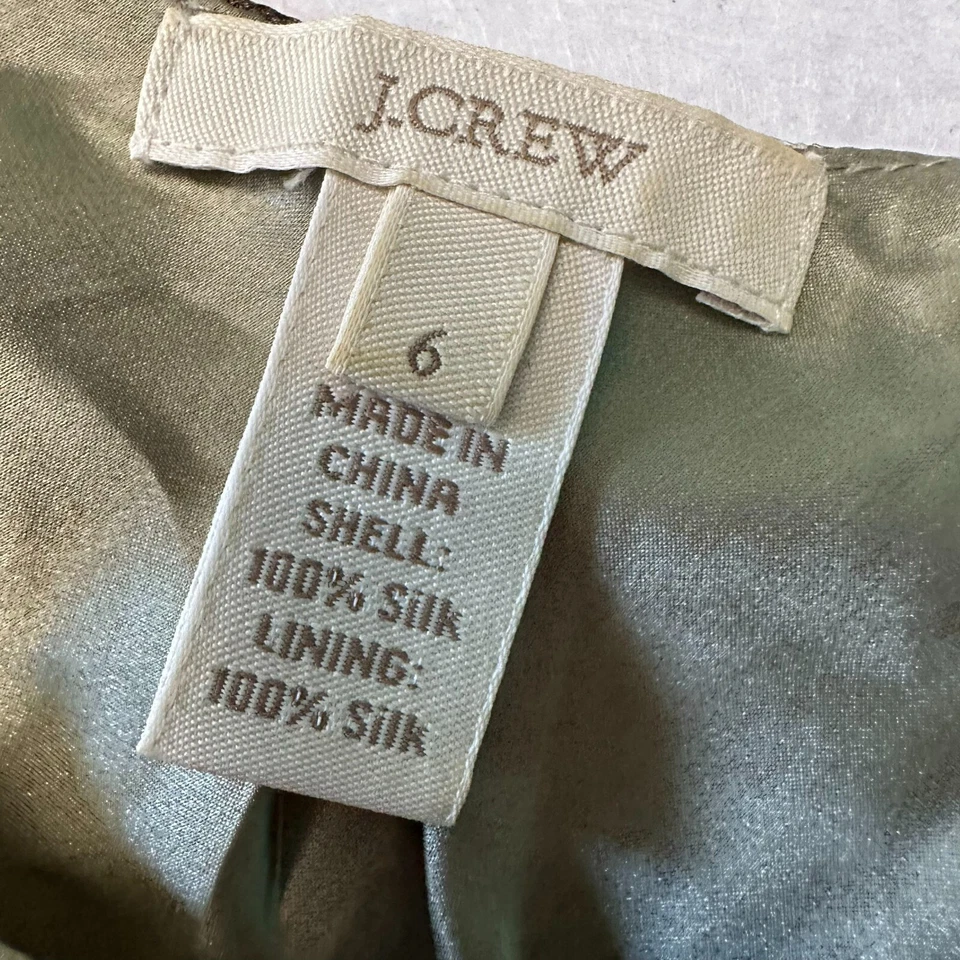 J.CREW
6
MADE IN
CHINA
SHELL:
100% Silk
LINING:
100% Silk